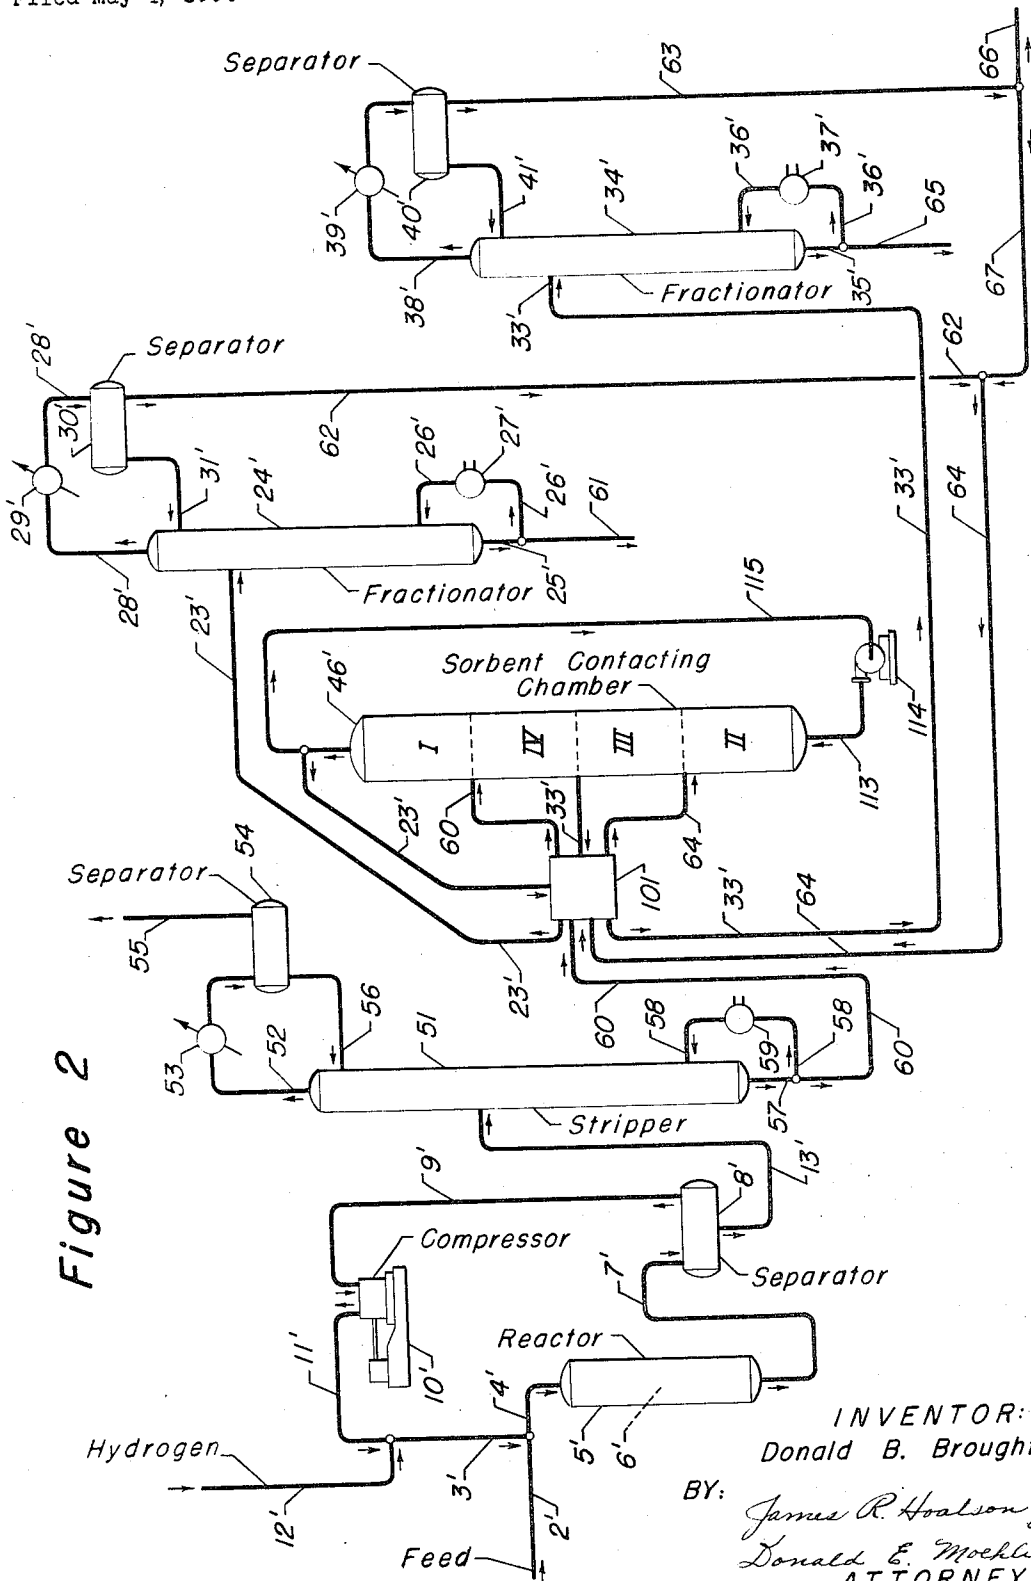 Filed May 4,
Figure 2
Separator
63
66
39'
40'
41'
36'
37'
34'
38'
36'
65
Fractionator
35'
33'
67
28'
Separator
30'
62
29'
31'
24'
62
26'
27'
64
26'
33'
61
28'
Fractionator
25'
23'
115
46'
Sorbent Contacting
Chamber
I
IV
III
II
114
113
60
33'
64
23'
101
Separator
54
55
33'
64
23'
53
52
56
51
60
58
59
58
60
57
Stripper
9'
13'
8'
Compressor
7'
Separator
11'
10'
Reactor
4'
5'
6'
Hydrogen
12'
3'
2'
Feed
INVENTOR:
Donald B. Brought
BY:
James R. Hoatson
Donald E. Moehli
ATTORNEY